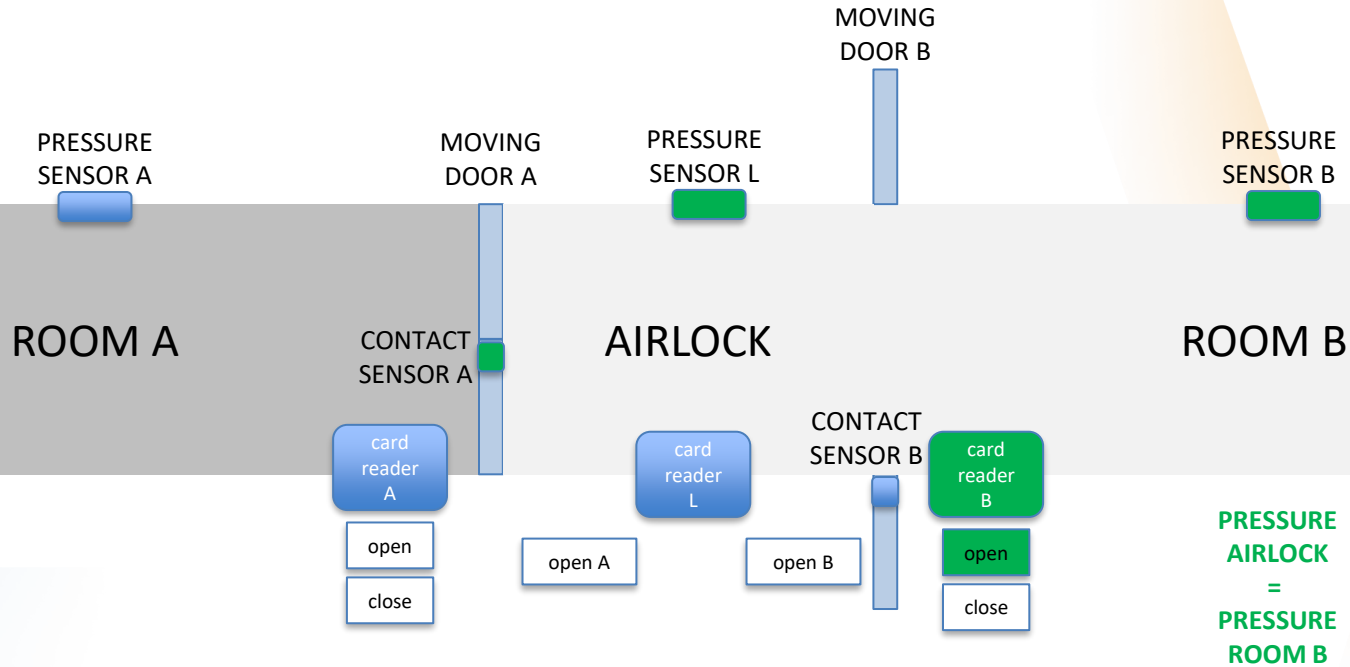 MOVING
DOOR B
PRESSURE
SENSOR A
MOVING
DOOR A
PRESSURE
SENSOR L
PRESSURE
SENSOR B
ROOM A
CONTACT
SENSOR A
AIRLOCK
ROOM B
CONTACT
SENSOR B
card
reader
A
card
reader
L
card
reader
B
open
close
open A
open B
open
close
PRESSURE
AIRLOCK
=
PRESSURE
ROOM B